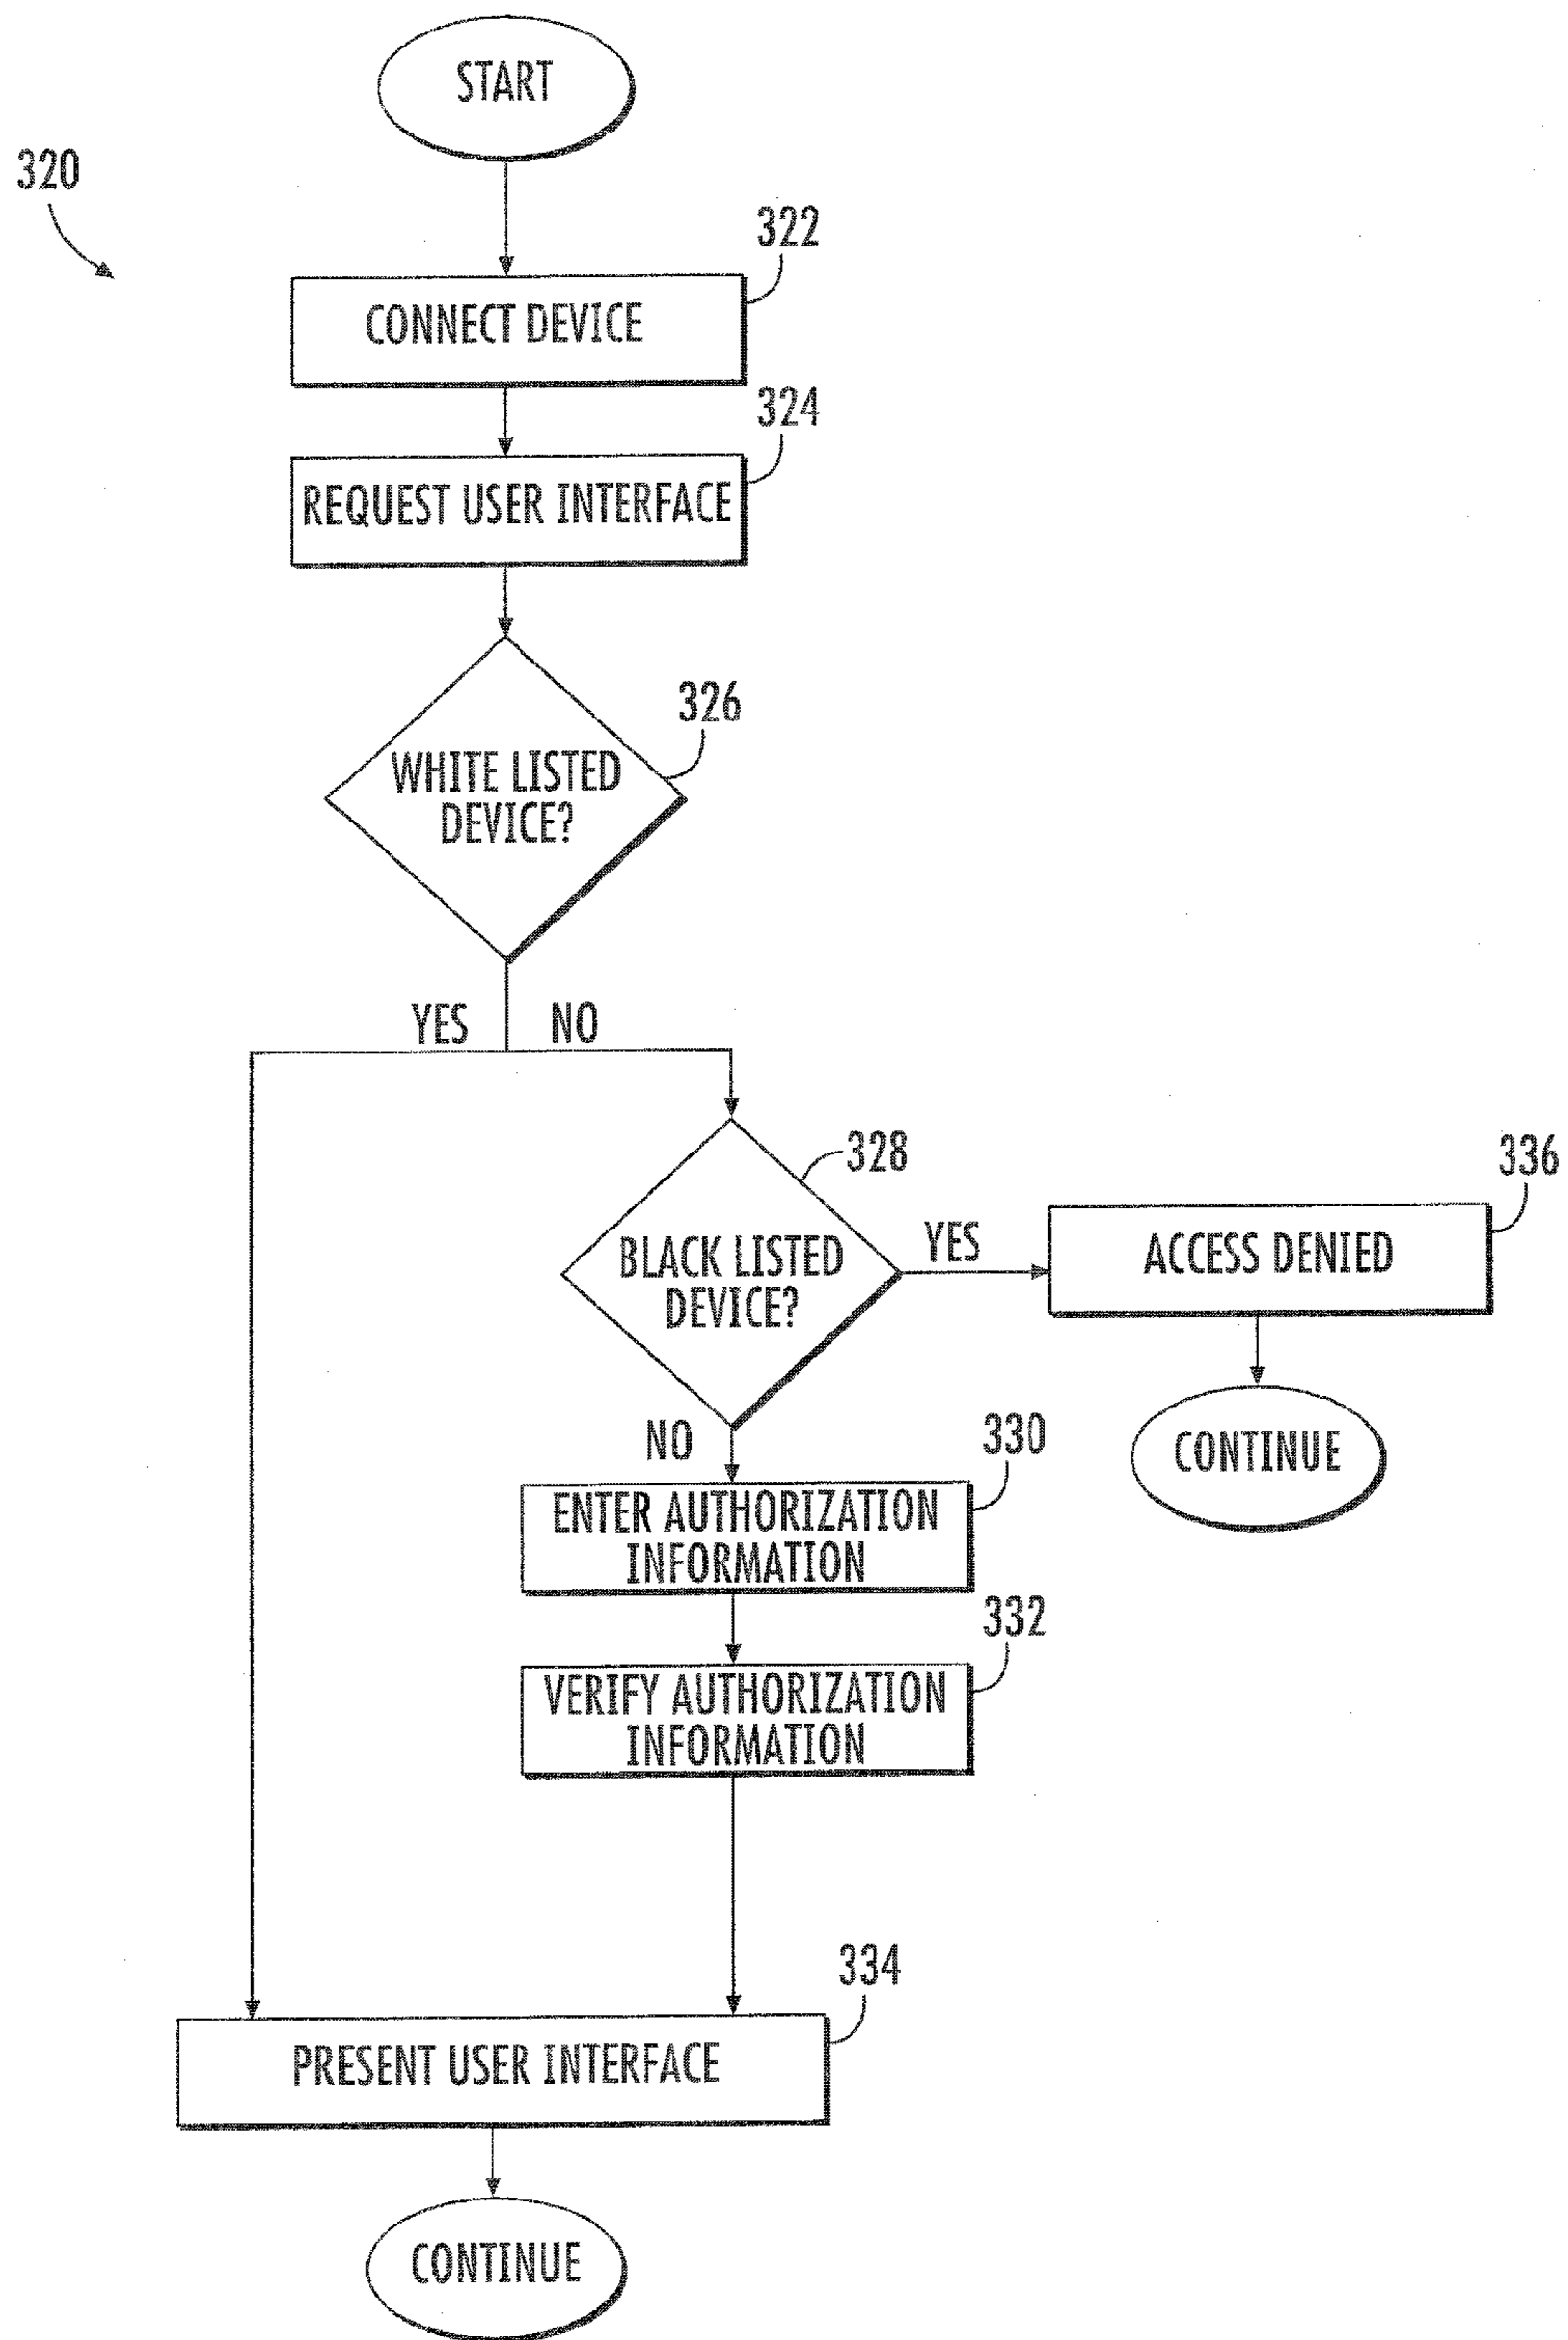 START
320
322
CONNECT DEVICE
324
REQUEST USER INTERFACE
326
WHITE LISTED
DEVICE?
YES
NO
328
336
BLACK LISTED
DEVICE?
YES
ACCESS DENIED
NO
330
CONTINUE
ENTER AUTHORIZATION
INFORMATION
332
VERIFY AUTHORIZATION
INFORMATION
334
PRESENT USER INTERFACE
CONTINUE